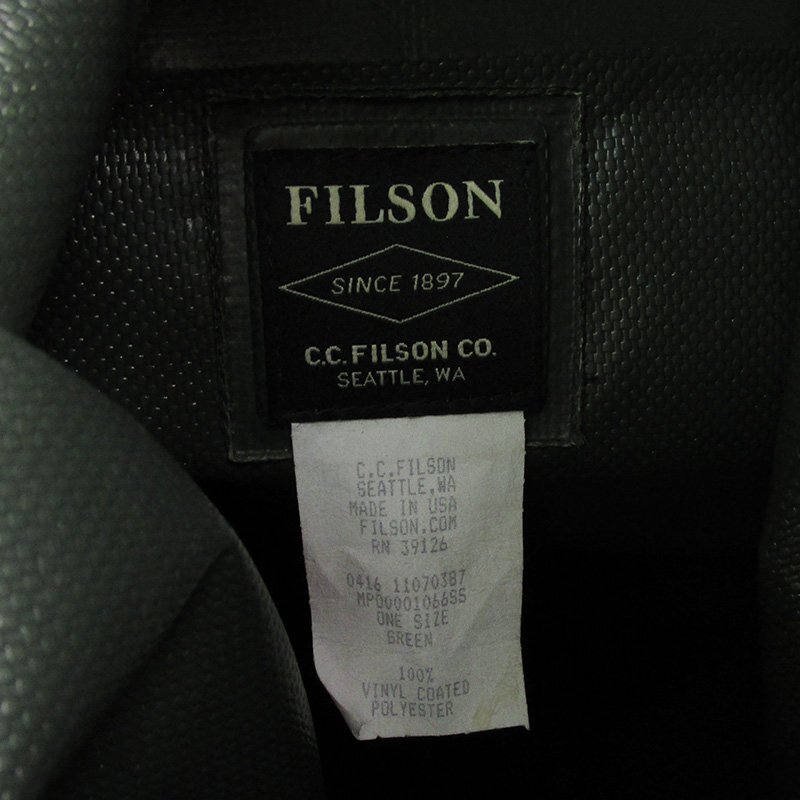 FILSON
SINCE 1897
C.C. FILSON CO.
SEATTLE, WA
C.C.FILSON
SEATTLE,WA
MADE IN USA
FILSON.COM
RN 39126
0416 11070387
MP00001066SS
ONE SIZE
GREEN
100%
VINYL COATED
POLYESTER